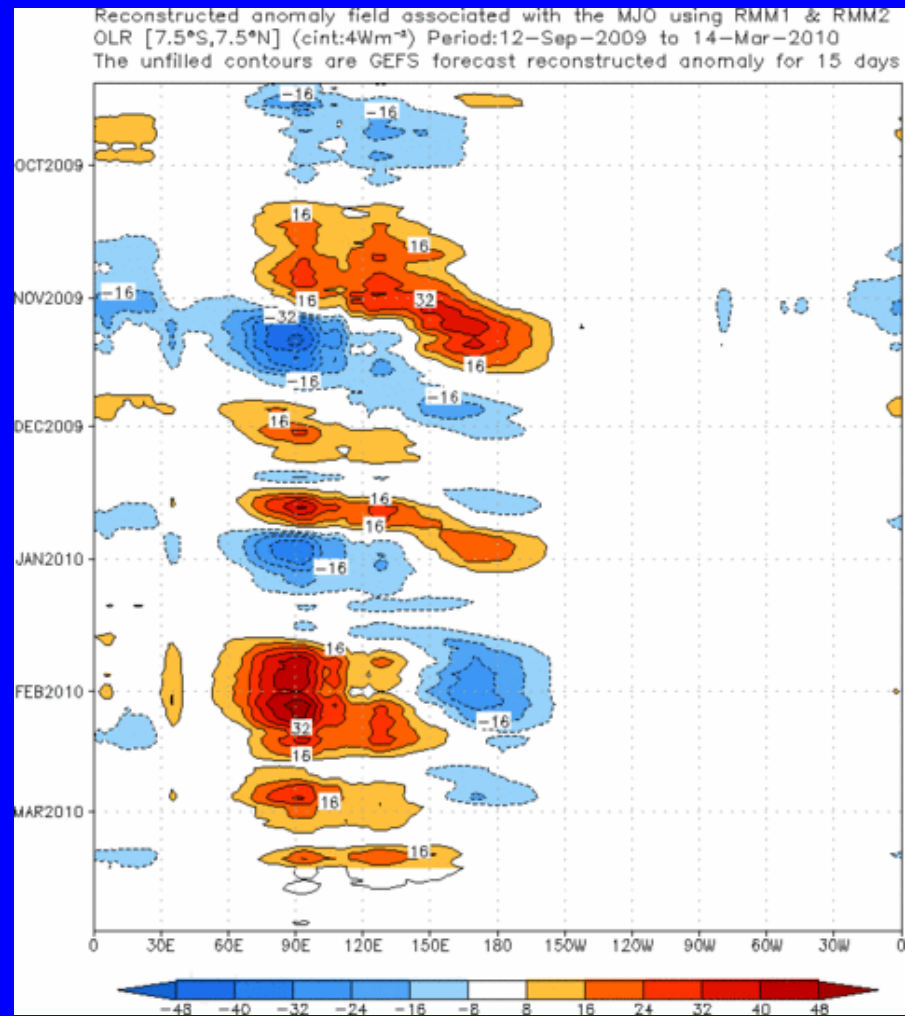 Reconstructed anomaly field associated with the MJO using RMM1 & RMM2
OLR [7.5°S,7.5°N] (cint:4Wm⁻²) Period:12-Sep-2009 to 14-Mar-2010
The unfilled contours are GEFS forecast reconstructed anomaly for 15 days
-16
-16
OCT2009
16
16
-16
NOV2009
16
32
-32
16
-16
-16
16
DEC2009
16
16
-16
JAN2010
16
FEB2010
-16
32
16
16
MAR2010
16
0 30E 60E 90E 120E 150E 180 150W 120W 90W 60W 30W 0
-48 -40 -32 -24 -16 -8 8 16 24 32 40 48